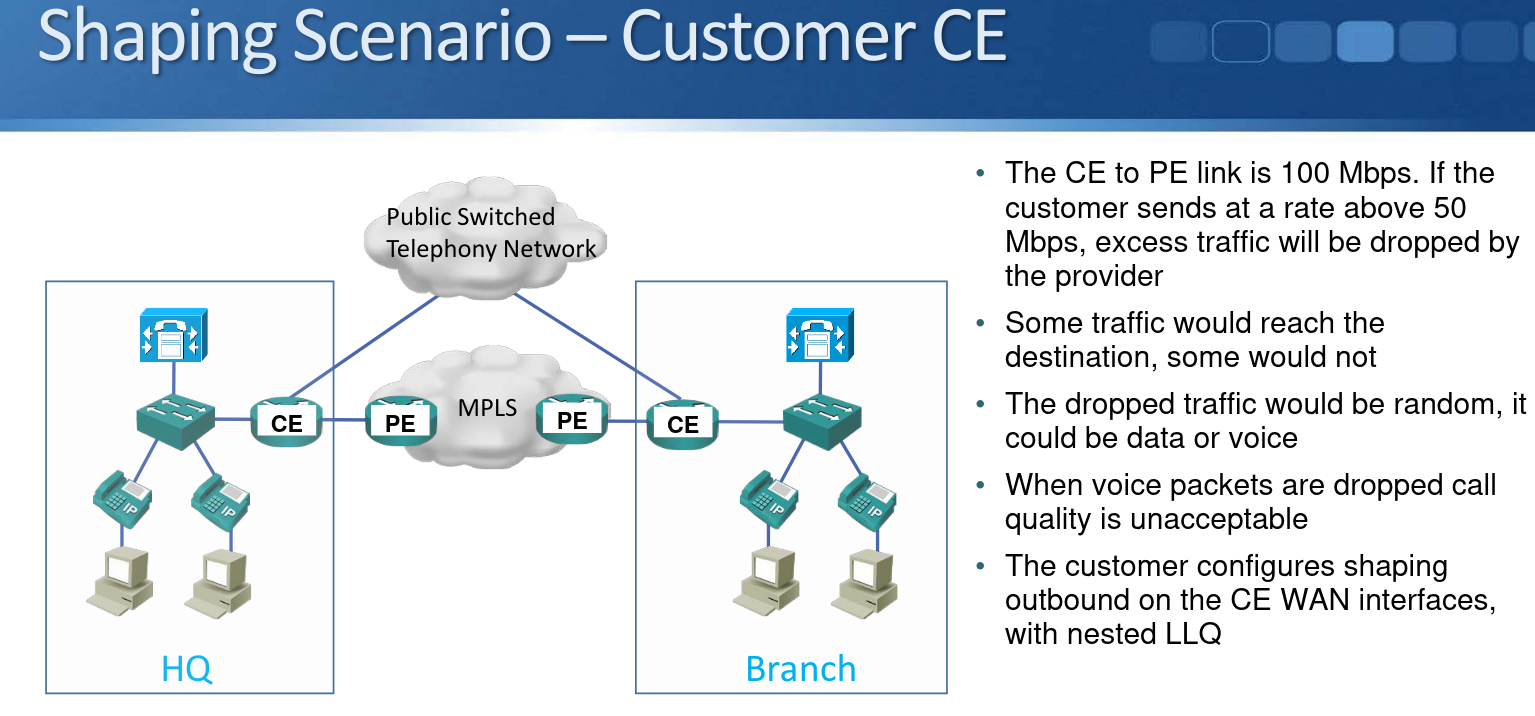 Shaping Scenario – Customer CE
Public Switched
Telephony Network
CE
PE
MPLS
PE
CE
IP
IP
IP
IP
HQ
Branch
• The CE to PE link is 100 Mbps. If the
customer sends at a rate above 50
Mbps, excess traffic will be dropped by
the provider
• Some traffic would reach the
destination, some would not
• The dropped traffic would be random, it
could be data or voice
• When voice packets are dropped call
quality is unacceptable
• The customer configures shaping
outbound on the CE WAN interfaces,
with nested LLQ